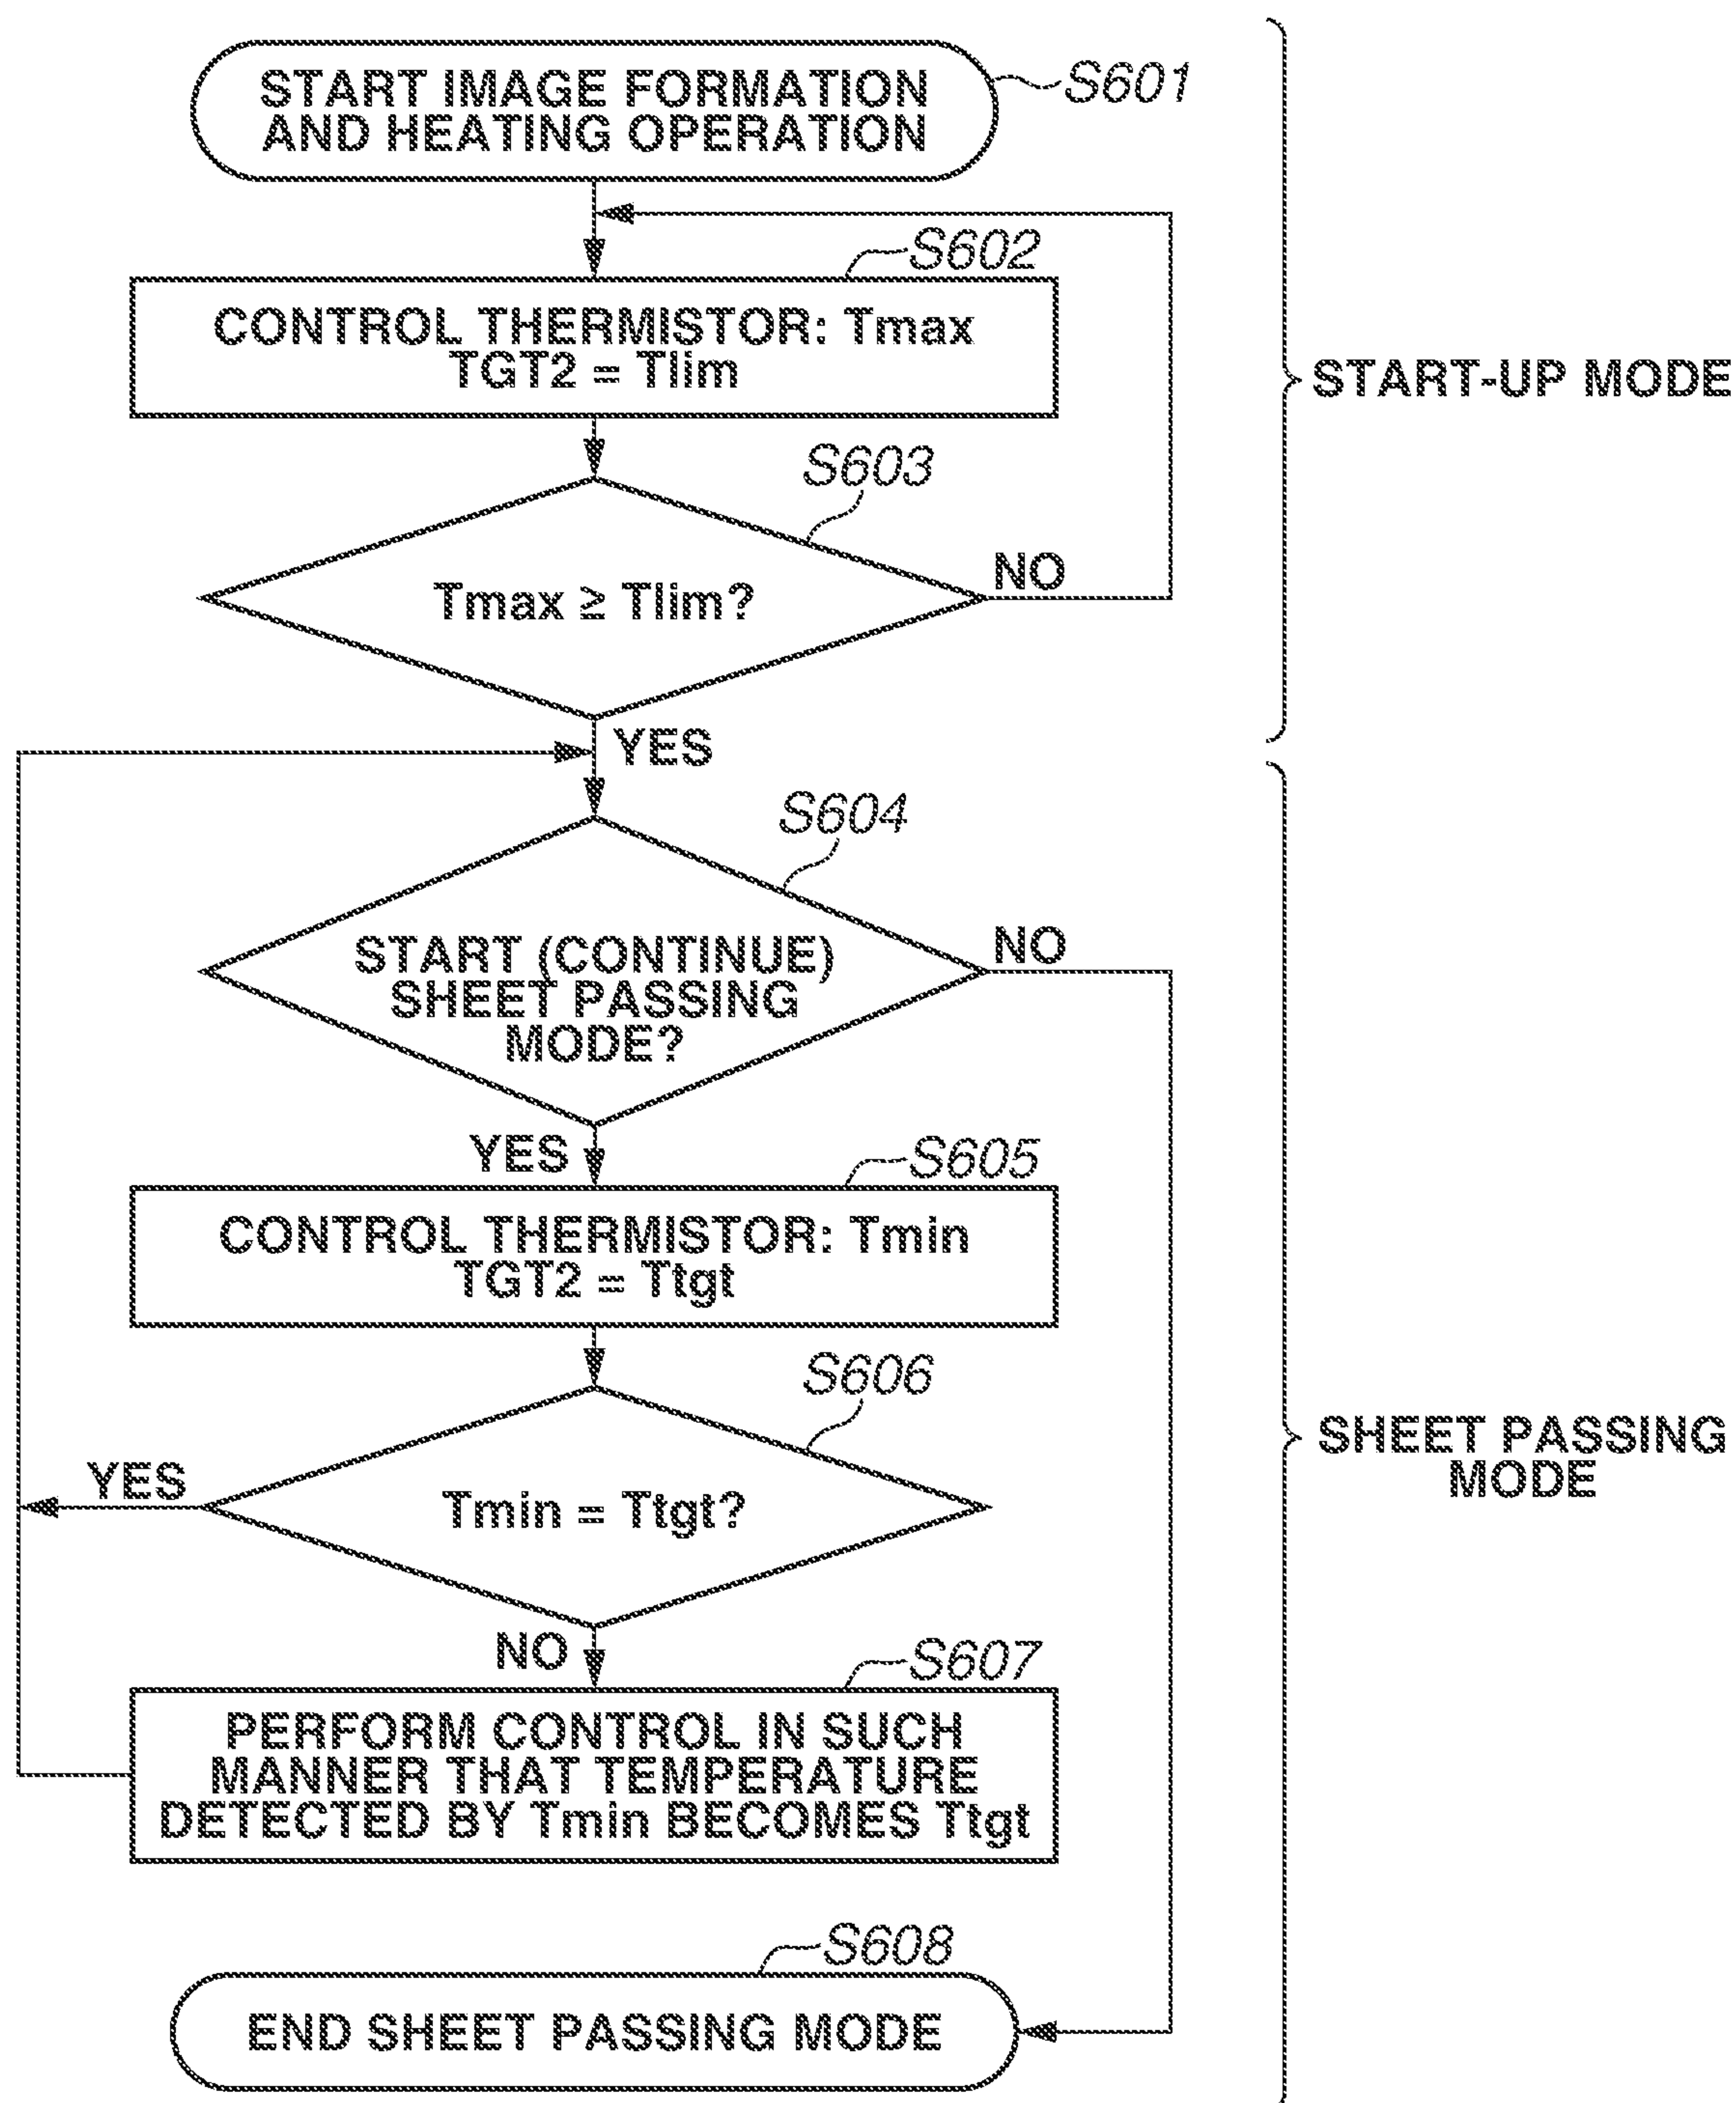 START IMAGE FORMATION
AND HEATING OPERATION
S601
S602
CONTROL THERMISTOR: Tmax
TGT2 = Tlim
START-UP MODE
S603
Tmax ≥ Tlim?
NO
YES
S604
START (CONTINUE)
SHEET PASSING
MODE?
NO
YES
S605
CONTROL THERMISTOR: Tmin
TGT2 = Ttgt
S606
Tmin = Ttgt?
YES
SHEET PASSING
MODE
NO
S607
PERFORM CONTROL IN SUCH
MANNER THAT TEMPERATURE
DETECTED BY Tmin BECOMES Ttgt
S608
END SHEET PASSING MODE